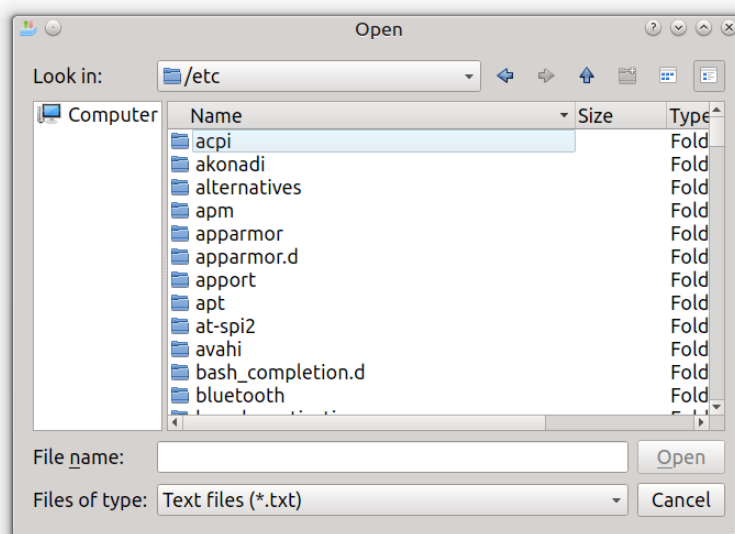 Open
Look in: /etc
Computer
Name Size Type
acpi Fold
akonadi Fold
alternatives Fold
apm Fold
apparmor Fold
apparmor.d Fold
apport Fold
apt Fold
at-spi2 Fold
avahi Fold
bash_completion.d Fold
bluetooth Fold
File name: Open
Files of type: Text files (*.txt) Cancel